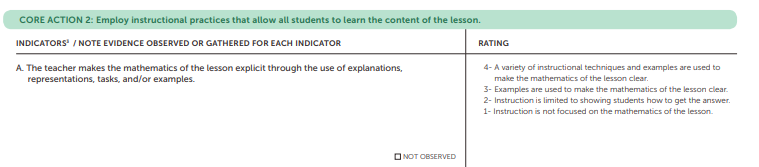 CORE ACTION 2: Employ instructional practices that allow all students to learn the content of the lesson.
INDICATORS³ / NOTE EVIDENCE OBSERVED OR GATHERED FOR EACH INDICATOR
RATING
A. The teacher makes the mathematics of the lesson explicit through the use of explanations,
representations, tasks, and/or examples.
4- A variety of instructional techniques and examples are used to
make the mathematics of the lesson clear.
3- Examples are used to make the mathematics of the lesson clear.
2- Instruction is limited to showing students how to get the answer.
1- Instruction is not focused on the mathematics of the lesson.
NOT OBSERVED